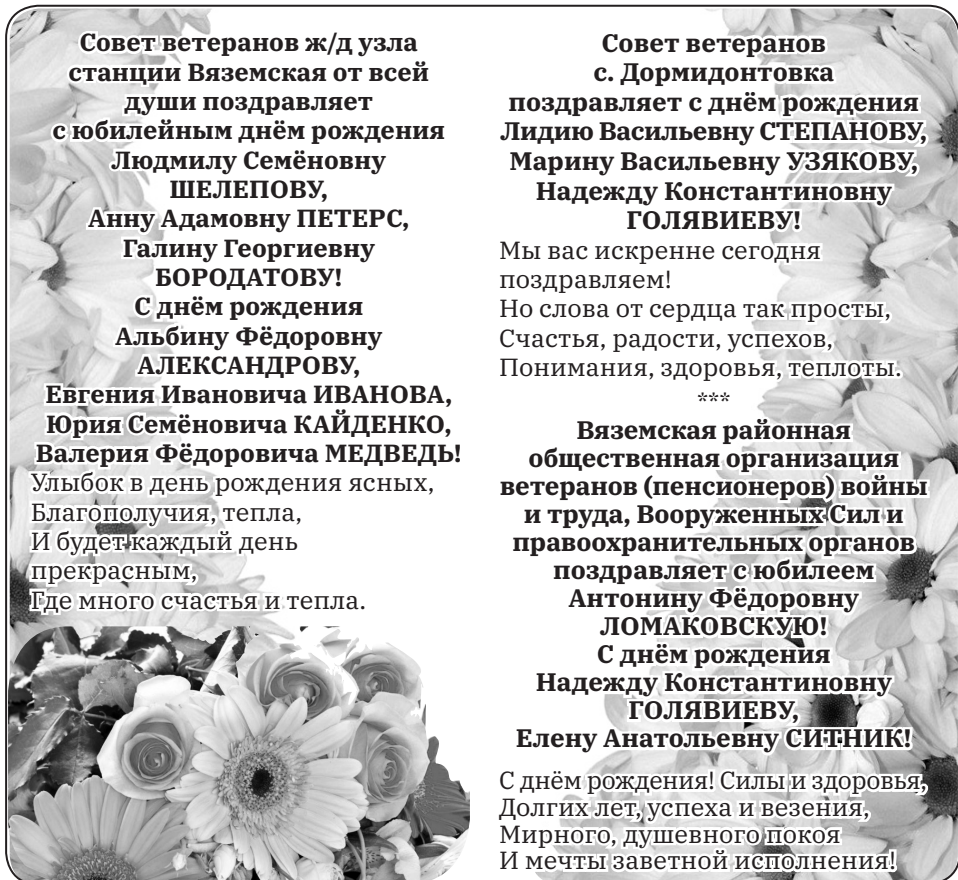 Совет ветеранов ж/д узла
станции Вяземская от всей
души поздравляет
с юбилейным днём рождения
Людмилу Семёновну
ШЕЛЕПОВУ,
Анну Адамовну ПЕТЕРС,
Галину Георгиевну
БОРОДАТОВУ!
С днём рождения
Альбину Фёдоровну
АЛЕКСАНДРОВУ,
Евгения Ивановича ИВАНОВА,
Юрия Семёновича КАЙДЕНКО,
Валерия Фёдоровича МЕДВЕДЬ!
Улыбок в день рождения ясных,
Благополучия, тепла,
И будет каждый день
прекрасным,
Где много счастья и тепла.
Совет ветеранов
с. Дормидонтовка
поздравляет с днём рождения
Лидию Васильевну СТЕПАНОВУ,
Марину Васильевну УЗЯКОВУ,
Надежду Константиновну
ГОЛЯВИЕВУ!
Мы вас искренне сегодня
поздравляем!
Но слова от сердца так просты,
Счастья, радости, успехов,
Понимания, здоровья, теплоты.
***
Вяземская районная
общественная организация
ветеранов (пенсионеров) войны
и труда, Вооруженных Сил и
правоохранительных органов
поздравляет с юбилеем
Антонину Фёдоровну
ЛОМАКОВСКУЮ!
С днём рождения
Надежду Константиновну
ГОЛЯВИЕВУ,
Елену Анатольевну СИТНИК!
С днём рождения! Силы и здоровья,
Долгих лет, успеха и везения,
Мирного, душевного покоя
И мечты заветной исполнения!